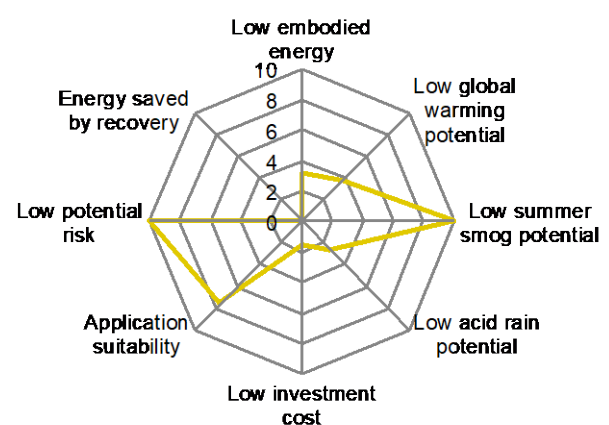 Low embodied
energy
10
Low global
warming
potential
Energy saved
by recovery
8
6
4
2
0
Low potential
risk
Low summer
smog potential
Application
suitability
Low acid rain
potential
Low investment
cost